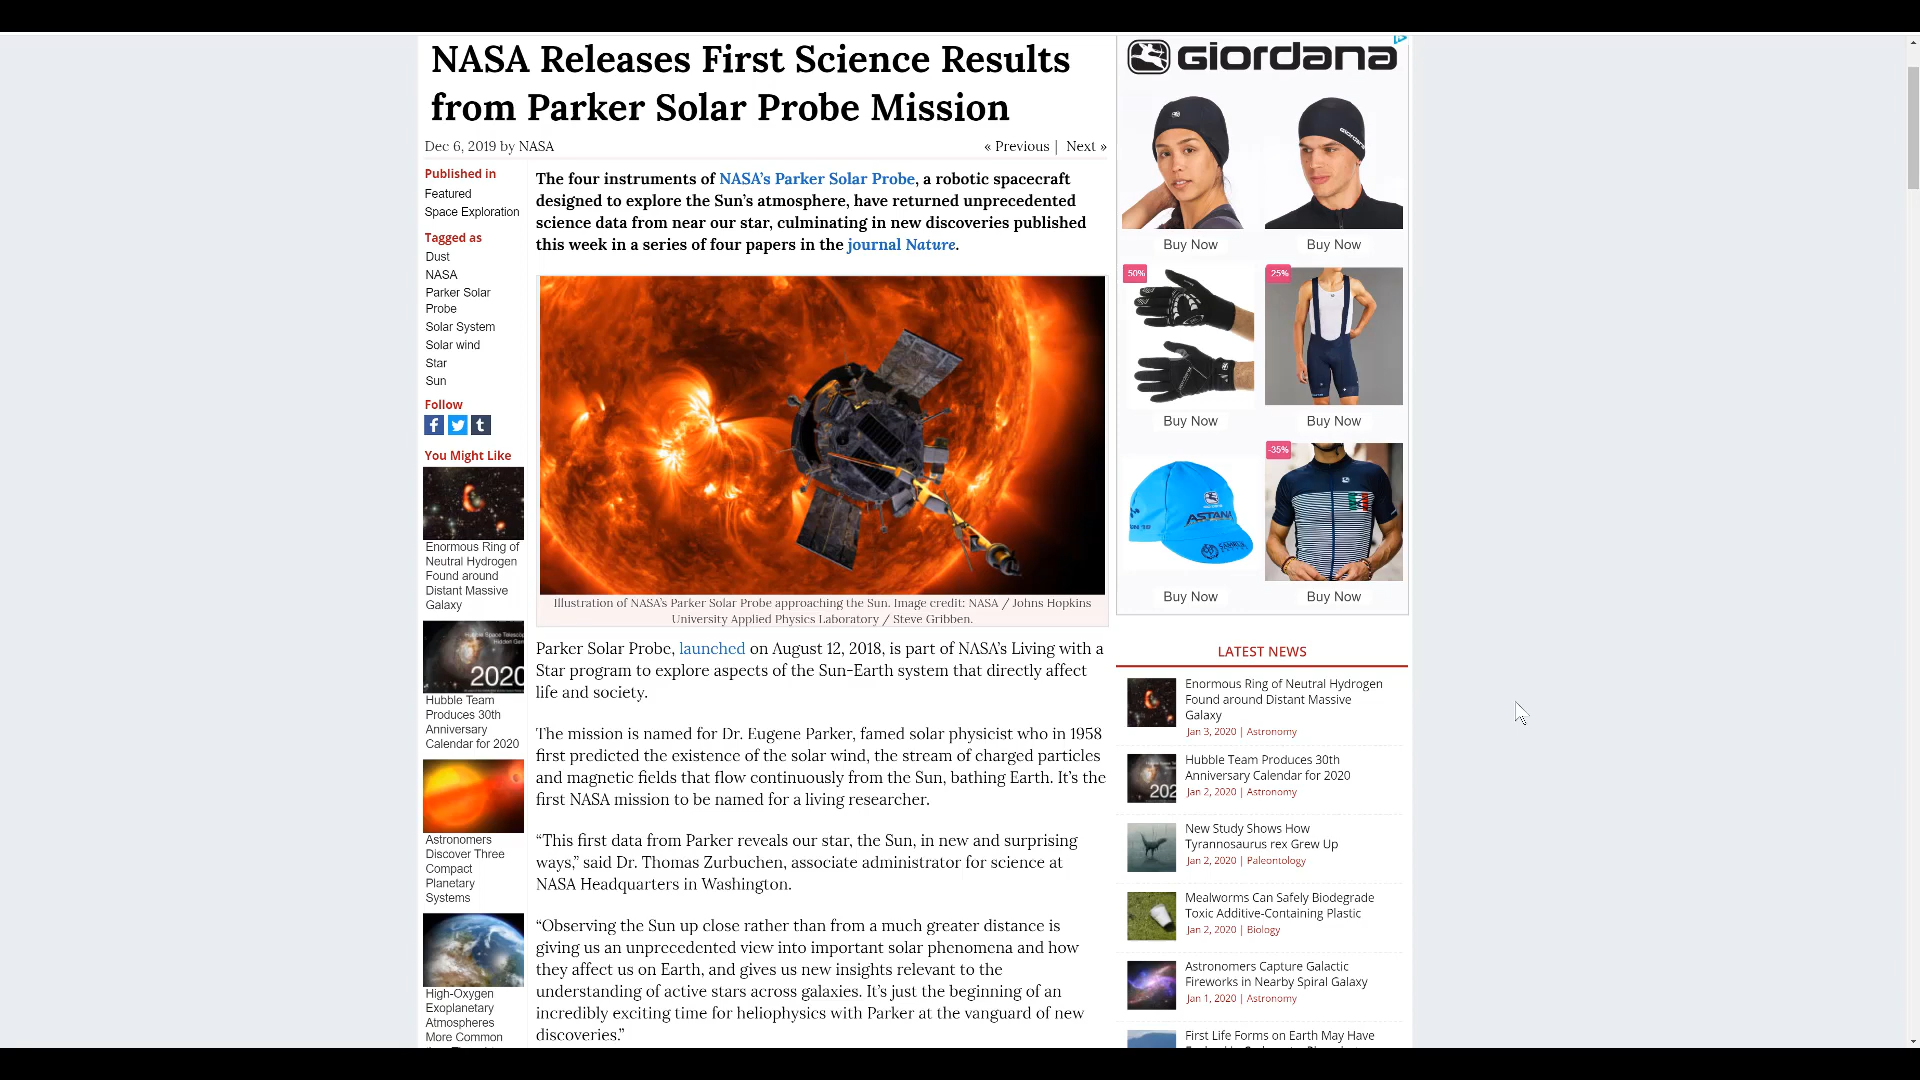 NASA Releases First Science Results
from Parker Solar Probe Mission
Dec 6, 2019 by NASA
« Previous | Next »
Published in
Featured
Space Exploration
Tagged as
Dust
NASA
Parker Solar
Probe
Solar System
Solar wind
Star
Sun
Follow
You Might Like
Enormous Ring of
Neutral Hydrogen
Found around
Distant Massive
Galaxy
2020
Hubble Team
Produces 30th
Anniversary
Calendar for 2020
Astronomers
Discover Three
Compact
Planetary
Systems
High-Oxygen
Exoplanetary
Atmospheres
More Common
The four instruments of NASA’s Parker Solar Probe, a robotic spacecraft
designed to explore the Sun’s atmosphere, have returned unprecedented
science data from near our star, culminating in new discoveries published
this week in a series of four papers in the journal Nature.
Illustration of NASA’s Parker Solar Probe approaching the Sun. Image credit: NASA / Johns Hopkins
University Applied Physics Laboratory / Steve Gribben.
Parker Solar Probe, launched on August 12, 2018, is part of NASA’s Living with a
Star program to explore aspects of the Sun-Earth system that directly affect
life and society.
The mission is named for Dr. Eugene Parker, famed solar physicist who in 1958
first predicted the existence of the solar wind, the stream of charged particles
and magnetic fields that flow continuously from the Sun, bathing Earth. It’s the
first NASA mission to be named for a living researcher.
“This first data from Parker reveals our star, the Sun, in new and surprising
ways,” said Dr. Thomas Zurbuchen, associate administrator for science at
NASA Headquarters in Washington.
“Observing the Sun up close rather than from a much greater distance is
giving us an unprecedented view into important solar phenomena and how
they affect us on Earth, and gives us new insights relevant to the
understanding of active stars across galaxies. It’s just the beginning of an
incredibly exciting time for heliophysics with Parker at the vanguard of new
discoveries.”
GIORDANA
Buy Now
Buy Now
50%
25%
Buy Now
Buy Now
-35%
ASTANA
Buy Now
Buy Now
LATEST NEWS
Enormous Ring of Neutral Hydrogen
Found around Distant Massive
Galaxy
Jan 3, 2020 | Astronomy
Hubble Team Produces 30th
Anniversary Calendar for 2020
Jan 2, 2020 | Astronomy
New Study Shows How
Tyrannosaurus rex Grew Up
Jan 2, 2020 | Paleontology
Mealworms Can Safely Biodegrade
Toxic Additive-Containing Plastic
Jan 2, 2020 | Biology
Astronomers Capture Galactic
Fireworks in Nearby Spiral Galaxy
Jan 1, 2020 | Astronomy
First Life Forms on Earth May Have